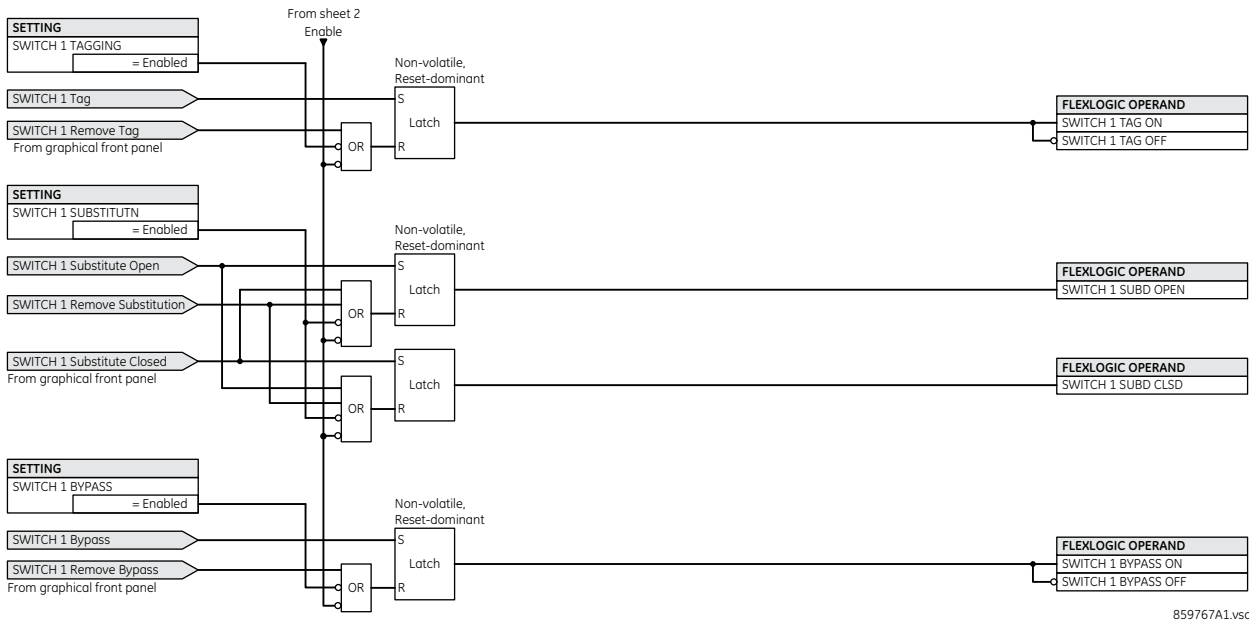 From sheet 2
Enable
SETTING
SWITCH 1 TAGGING
= Enabled
SWITCH 1 Tag
SWITCH 1 Remove Tag
From graphical front panel
OR
Non-volatile,
Reset-dominant
S
Latch
R
FLEXLOGIC OPERAND
SWITCH 1 TAG ON
SWITCH 1 TAG OFF
SETTING
SWITCH 1 SUBSTITUTN
= Enabled
SWITCH 1 Substitute Open
SWITCH 1 Remove Substitution
SWITCH 1 Substitute Closed
From graphical front panel
OR
Non-volatile,
Reset-dominant
S
Latch
R
FLEXLOGIC OPERAND
SWITCH 1 SUBD OPEN
OR
S
Latch
R
FLEXLOGIC OPERAND
SWITCH 1 SUBD CLSD
SETTING
SWITCH 1 BYPASS
= Enabled
SWITCH 1 Bypass
SWITCH 1 Remove Bypass
From graphical front panel
OR
Non-volatile,
Reset-dominant
S
Latch
R
FLEXLOGIC OPERAND
SWITCH 1 BYPASS ON
SWITCH 1 BYPASS OFF
859767A1.vsd